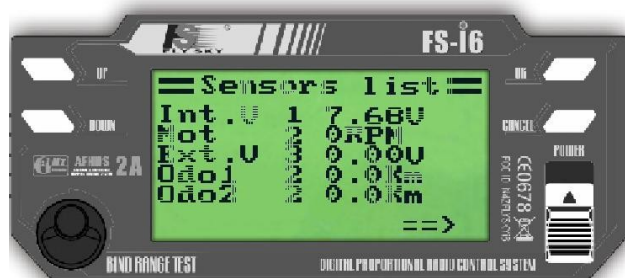 FLY SKY
FS-i6
UP
OK
Sensors list
Int.V 1 7.68V
Mot 2 0RPM
Ext.V 3 0.00V
Odo1 2 0.0Km
Odo2 2 0.0Km
==>
DOWN
CANCEL
POWER
AFHDS 2A
CE0678
BIND RANGE TEST
DIGITAL PROPORTIONAL RADIO CONTROL SYSTEM